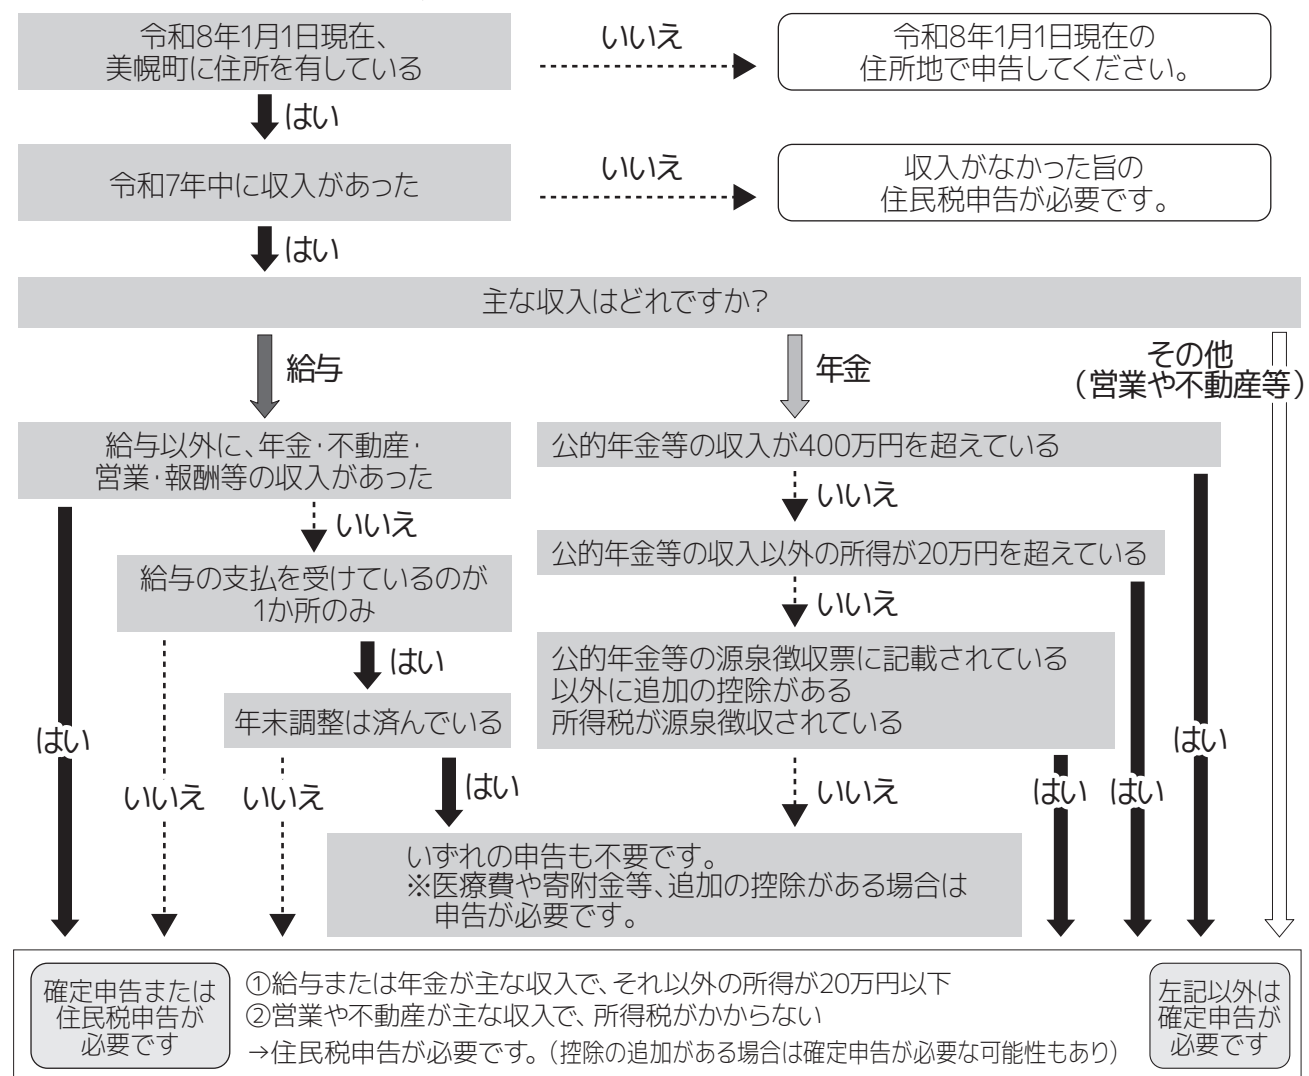 令和8年1月1日現在、
美幌町に住所を有している
いいえ
令和8年1月1日現在の
住所地で申告してください。
はい
令和7年中に収入があった
いいえ
収入がなかった旨の
住民税申告が必要です。
はい
主な収入はどれですか?
給与
年金
その他
(営業や不動産等)
給与以外に、年金・不動産・
営業・報酬等の収入があった
公的年金等の収入が400万円を超えている
いいえ
いいえ
給与の支払を受けているのが
1か所のみ
公的年金等の収入以外の所得が20万円を超えている
はい
いいえ
年末調整は済んでいる
公的年金等の源泉徴収票に記載されている
以外に追加の控除がある
所得税が源泉徴収されている
はい
いいえ
いいえ
はい
いいえ
はい
はい
はい
いずれの申告も不要です。
※医療費や寄附金等、追加の控除がある場合は
申告が必要です。
確定申告または
住民税申告が
必要です
①給与または年金が主な収入で、それ以外の所得が20万円以下
②営業や不動産が主な収入で、所得税がかからない
→住民税申告が必要です。(控除の追加がある場合は確定申告が必要な可能性もあり)
左記以外は
確定申告が
必要です